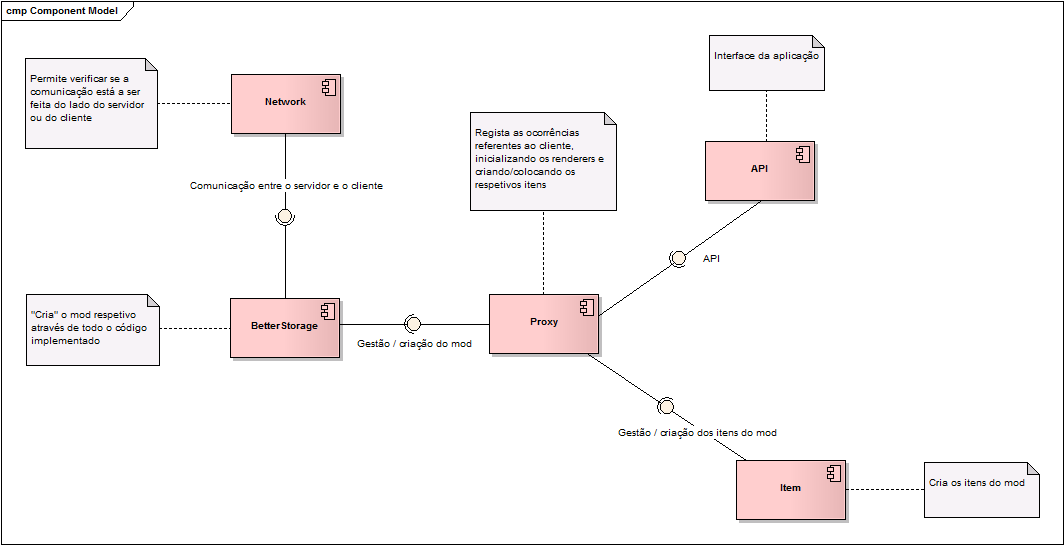 cmp Component Model
Interface da aplicação
Permite verificar se a
comunicação está a ser
feita do lado do servidor
ou do cliente
Network
Regista as ocorrências
referentes ao cliente,
inicializando os renderers e
criando/colocando os
respetivos itens
API
Comunicação entre o servidor e o cliente
API
"Cria" o mod respetivo
através de todo o código
implementado
BetterStorage
Proxy
Gestão / criação do mod
Gestão / criação dos itens do mod
Item
Cria os itens do mod